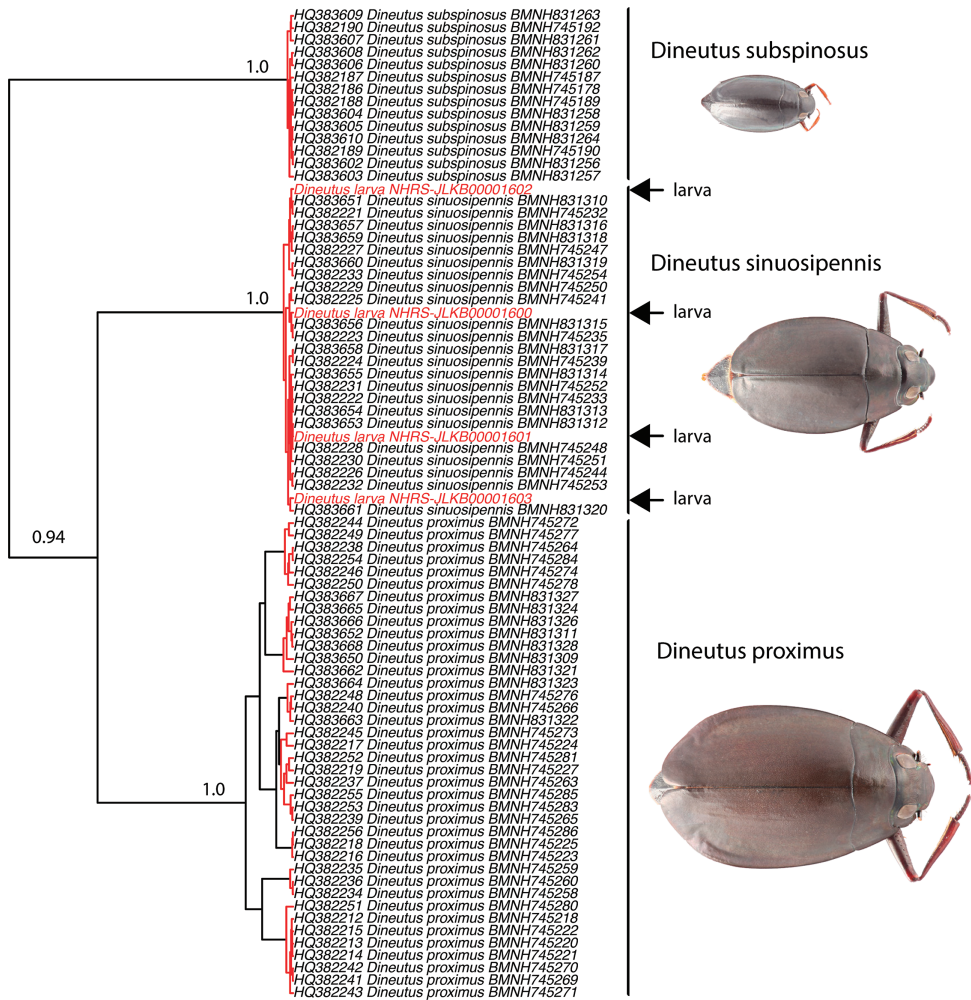 HQ383609 Dineutus subspinosus BMNH831263
HQ382190 Dineutus subspinosus BMNH745192
HQ383607 Dineutus subspinosus BMNH831261
HQ383608 Dineutus subspinosus BMNH831262
HQ383606 Dineutus subspinosus BMNH831260
HQ382187 Dineutus subspinosus BMNH745187
HQ382186 Dineutus subspinosus BMNH745178
HQ382188 Dineutus subspinosus BMNH745189
HQ383604 Dineutus subspinosus BMNH831258
HQ383605 Dineutus subspinosus BMNH831259
HQ383610 Dineutus subspinosus BMNH831264
HQ382189 Dineutus subspinosus BMNH745190
HQ383602 Dineutus subspinosus BMNH831256
HQ383603 Dineutus subspinosus BMNH831257
1.0
Dineutus subspinosus
Dineutus larva NHRS-JLKB00001602
HQ383651 Dineutus sinuosipennis BMNH831310
HQ382221 Dineutus sinuosipennis BMNH745232
HQ383657 Dineutus sinuosipennis BMNH831316
HQ383659 Dineutus sinuosipennis BMNH831318
HQ382227 Dineutus sinuosipennis BMNH745247
HQ383660 Dineutus sinuosipennis BMNH831319
HQ382233 Dineutus sinuosipennis BMNH745254
HQ382229 Dineutus sinuosipennis BMNH745250
HQ382225 Dineutus sinuosipennis BMNH745241
Dineutus larva NHRS-JLKB00001600
HQ383656 Dineutus sinuosipennis BMNH831315
HQ382223 Dineutus sinuosipennis BMNH745235
HQ383658 Dineutus sinuosipennis BMNH831317
HQ382224 Dineutus sinuosipennis BMNH745239
HQ383655 Dineutus sinuosipennis BMNH831314
HQ382231 Dineutus sinuosipennis BMNH745252
HQ382222 Dineutus sinuosipennis BMNH745233
HQ383654 Dineutus sinuosipennis BMNH831313
HQ383653 Dineutus sinuosipennis BMNH831312
Dineutus larva NHRS-JLKB00001601
HQ382228 Dineutus sinuosipennis BMNH745248
HQ382230 Dineutus sinuosipennis BMNH745251
HQ382226 Dineutus sinuosipennis BMNH745244
HQ382232 Dineutus sinuosipennis BMNH745253
Dineutus larva NHRS-JLKB00001603
HQ383661 Dineutus sinuosipennis BMNH831320
1.0
larva
Dineutus sinuosipennis
larva
larva
larva
0.94
HQ382244 Dineutus proximus BMNH745272
HQ382249 Dineutus proximus BMNH745277
HQ382238 Dineutus proximus BMNH745264
HQ382254 Dineutus proximus BMNH745284
HQ382246 Dineutus proximus BMNH745274
HQ382250 Dineutus proximus BMNH745278
HQ383667 Dineutus proximus BMNH831327
HQ383665 Dineutus proximus BMNH831324
HQ383666 Dineutus proximus BMNH831326
HQ383652 Dineutus proximus BMNH831311
HQ383668 Dineutus proximus BMNH831328
HQ383650 Dineutus proximus BMNH831309
HQ383662 Dineutus proximus BMNH831321
HQ383664 Dineutus proximus BMNH831323
HQ382248 Dineutus proximus BMNH745276
HQ382240 Dineutus proximus BMNH745266
HQ383663 Dineutus proximus BMNH831322
HQ382245 Dineutus proximus BMNH745273
HQ382217 Dineutus proximus BMNH745224
HQ382252 Dineutus proximus BMNH745281
HQ382219 Dineutus proximus BMNH745227
HQ382237 Dineutus proximus BMNH745263
HQ382255 Dineutus proximus BMNH745285
HQ382253 Dineutus proximus BMNH745283
HQ382239 Dineutus proximus BMNH745265
HQ382256 Dineutus proximus BMNH745286
HQ382218 Dineutus proximus BMNH745225
HQ382216 Dineutus proximus BMNH745223
HQ382235 Dineutus proximus BMNH745259
HQ382236 Dineutus proximus BMNH745260
HQ382234 Dineutus proximus BMNH745258
HQ382251 Dineutus proximus BMNH745280
HQ382212 Dineutus proximus BMNH745218
HQ382215 Dineutus proximus BMNH745222
HQ382213 Dineutus proximus BMNH745220
HQ382214 Dineutus proximus BMNH745221
HQ382242 Dineutus proximus BMNH745270
HQ382241 Dineutus proximus BMNH745269
HQ382243 Dineutus proximus BMNH745271
1.0
Dineutus proximus